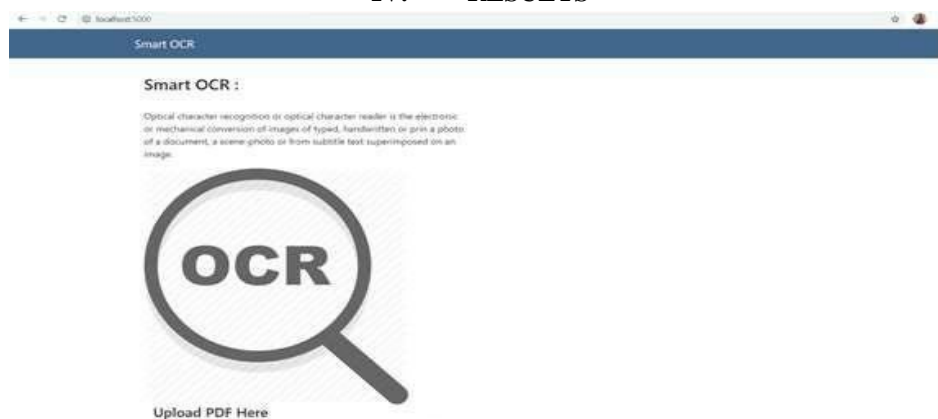 IV. RESULTS
localhost:5000
Smart OCR
Smart OCR :
Optical character recognition or optical character reader is the electronic
or mechanical conversion of images of typed, handwritten or prin a photo
of a document, a scene-photo or from subtitle text superimposed on an
image.
OCR
Upload PDF Here